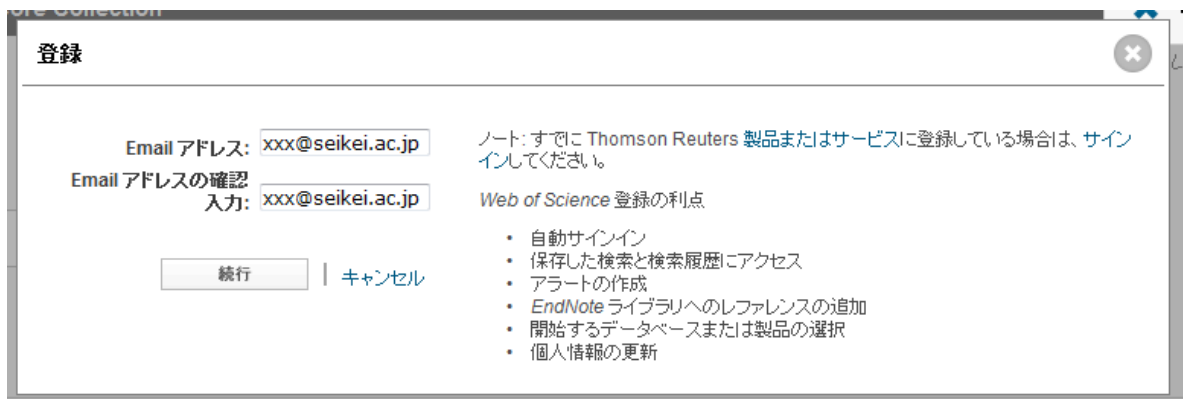 ore Collection
登録
Email アドレス: xxx@seikei.ac.jp
Email アドレスの確認
入力: xxx@seikei.ac.jp
続行 | キャンセル
ノート: すでに Thomson Reuters 製品またはサービスに登録している場合は、サイン
インしてください。
Web of Science 登録の利点
• 自動サインイン
• 保存した検索と検索履歴にアクセス
• アラートの作成
• EndNote ライブラリへのレファレンスの追加
• 開始するデータベースまたは製品の選択
• 個人情報の更新